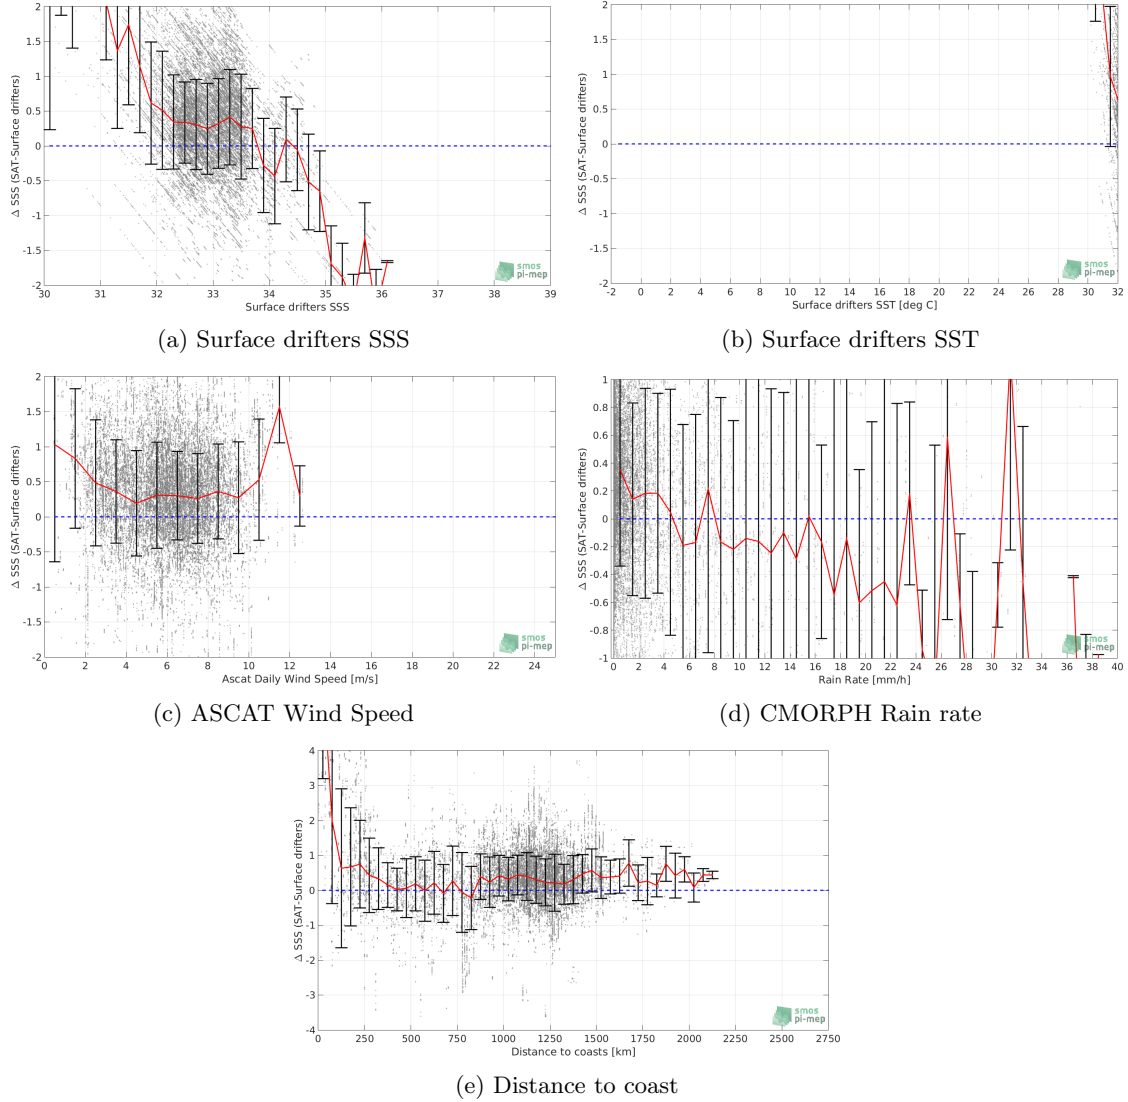 2
1.5
1
0.5
0
-0.5
-1
-1.5
-2
30 31 32 33 34 35 36 37 38 39
Δ SSS (SAT-Surface drifters)
Surface drifters SSS
smos
pi-mep
(a) Surface drifters SSS
2
1.5
1
0.5
0
-0.5
-1
-1.5
-2
-2 0 2 4 6 8 10 12 14 16 18 20 22 24 26 28 30 32
Δ SSS (SAT-Surface drifters)
Surface drifters SST [deg C]
smos
pi-mep
(b) Surface drifters SST
2
1.5
1
0.5
0
-0.5
-1
-1.5
-2
0 2 4 6 8 10 12 14 16 18 20 22 24
Δ SSS (SAT-Surface drifters)
Ascat Daily Wind Speed [m/s]
smos
pi-mep
(c) ASCAT Wind Speed
1
0.8
0.6
0.4
0.2
0
-0.2
-0.4
-0.6
-0.8
-1
0 2 4 6 8 10 12 14 16 18 20 22 24 26 28 30 32 34 36 38 40
Δ SSS (SAT-Surface drifters)
Rain Rate [mm/h]
smos
pi-mep
(d) CMORPH Rain rate
4
3
2
1
0
-1
-2
-3
-4
0 250 500 750 1000 1250 1500 1750 2000 2250 2500 2750
Δ SSS (SAT-Surface drifters)
Distance to coasts [km]
smos
pi-mep
(e) Distance to coast